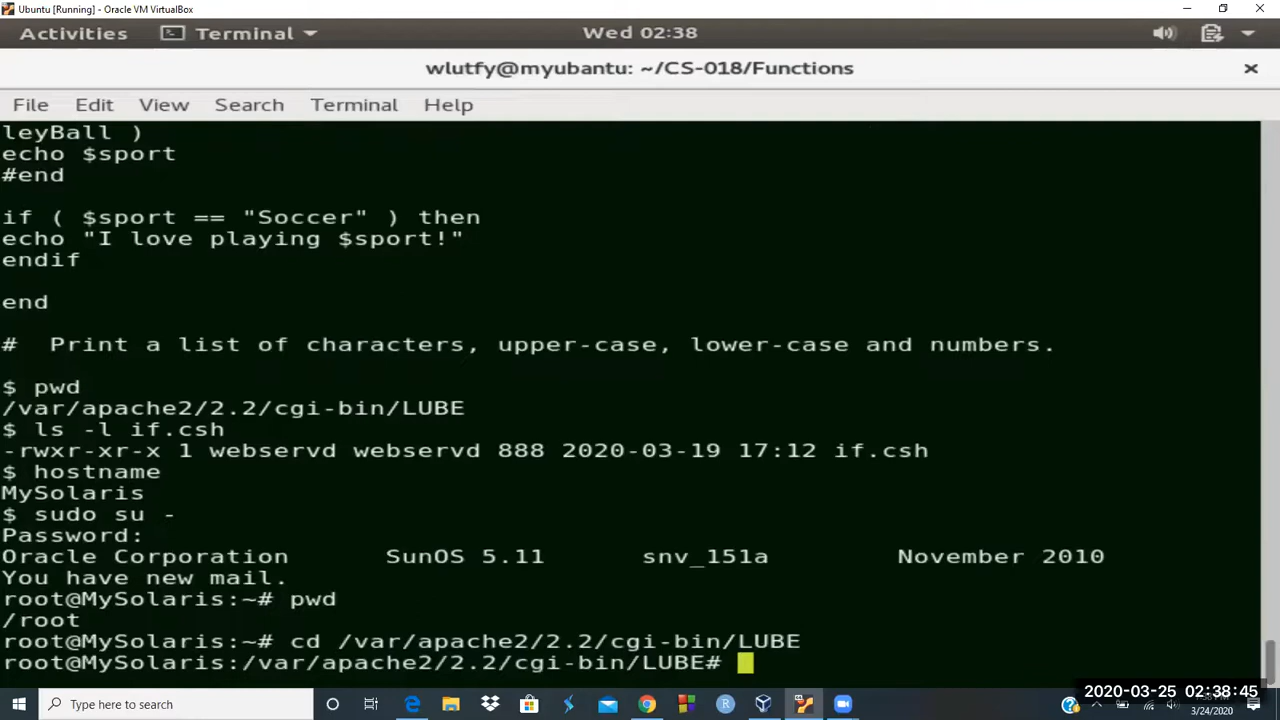 Ubuntu [Running] - Oracle VM VirtualBox
Activities Terminal Wed 02:38
wlutfy@myubantu: ~/CS-018/Functions
File Edit View Search Terminal Help
leyBall )
echo $sport
#end
if ( $sport == "Soccer" ) then
echo "I love playing $sport!"
endif
end
#  Print a list of characters, upper-case, lower-case and numbers.
$ pwd
/var/apache2/2.2/cgi-bin/LUBE
$ ls -l if.csh
-rwxr-xr-x 1 webservd webservd 888 2020-03-19 17:12 if.csh
$ hostname
MySolaris
$ sudo su -
Password:
Oracle Corporation      SunOS 5.11      snv_151a        November 2010
You have new mail.
root@MySolaris:~# pwd
/root
root@MySolaris:~# cd /var/apache2/2.2/cgi-bin/LUBE
root@MySolaris:/var/apache2/2.2/cgi-bin/LUBE#
Type here to search
2020-03-25 02:38:45
3/24/2020